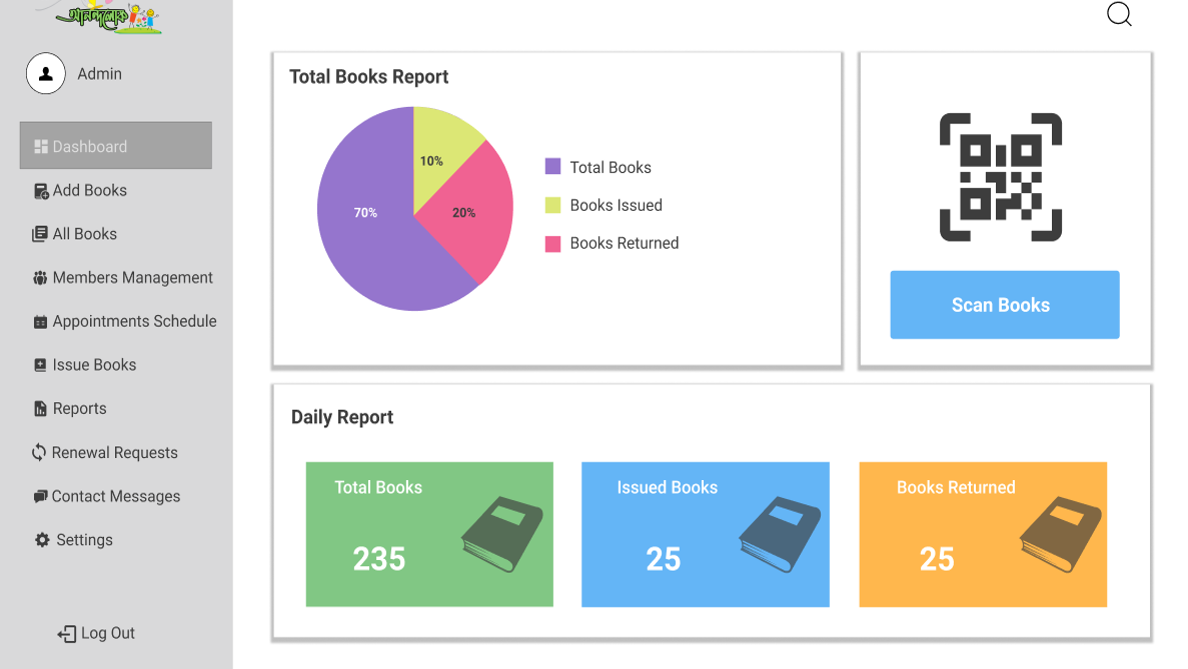 আনন্দলোক
Admin
Dashboard
Add Books
All Books
Members Management
Appointments Schedule
Issue Books
Reports
Renewal Requests
Contact Messages
Settings
Log Out
Total Books Report
10%
70%
20%
Total Books
Books Issued
Books Returned
Scan Books
Daily Report
Total Books
235
Issued Books
25
Books Returned
25